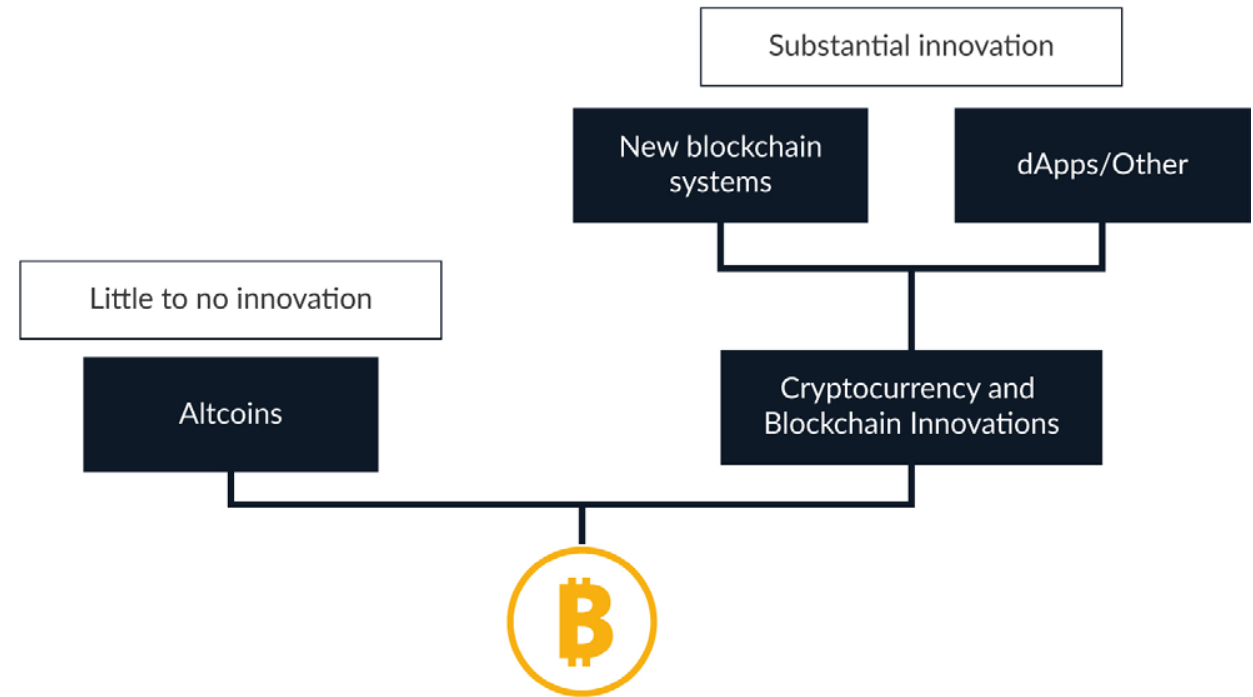 Substantial innovation
New blockchain
systems
dApps/Other
Little to no innovation
Altcoins
Cryptocurrency and
Blockchain Innovations